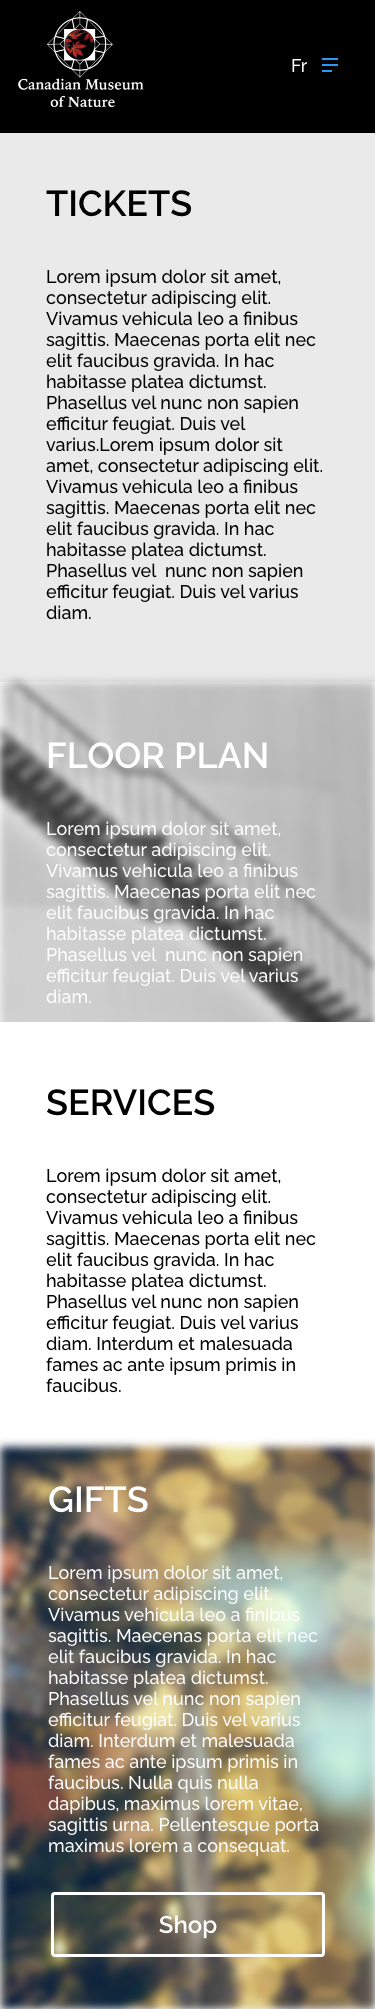 Canadian Museum
of Nature
Fr
TICKETS
Lorem ipsum dolor sit amet,
consectetur adipiscing elit.
Vivamus vehicula leo a finibus
sagittis. Maecenas porta elit nec
elit faucibus gravida. In hac
habitasse platea dictumst.
Phasellus vel nunc non sapien
efficitur feugiat. Duis vel
varius.Lorem ipsum dolor sit
amet, consectetur adipiscing elit.
Vivamus vehicula leo a finibus
sagittis. Maecenas porta elit nec
elit faucibus gravida. In hac
habitasse platea dictumst.
Phasellus vel  nunc non sapien
efficitur feugiat. Duis vel varius
diam.
FLOOR PLAN
Lorem ipsum dolor sit amet,
consectetur adipiscing elit.
Vivamus vehicula leo a finibus
sagittis. Maecenas porta elit nec
elit faucibus gravida. In hac
habitasse platea dictumst.
Phasellus vel  nunc non sapien
efficitur feugiat. Duis vel varius
diam.
SERVICES
Lorem ipsum dolor sit amet,
consectetur adipiscing elit.
Vivamus vehicula leo a finibus
sagittis. Maecenas porta elit nec
elit faucibus gravida. In hac
habitasse platea dictumst.
Phasellus vel nunc non sapien
efficitur feugiat. Duis vel varius
diam. Interdum et malesuada
fames ac ante ipsum primis in
faucibus.
GIFTS
Lorem ipsum dolor sit amet,
consectetur adipiscing elit.
Vivamus vehicula leo a finibus
sagittis. Maecenas porta elit nec
elit faucibus gravida. In hac
habitasse platea dictumst.
Phasellus vel nunc non sapien
efficitur feugiat. Duis vel varius
diam. Interdum et malesuada
fames ac ante ipsum primis in
faucibus. Nulla quis nulla
dapibus, maximus lorem vitae,
sagittis urna. Pellentesque porta
maximus lorem a consequat.
Shop